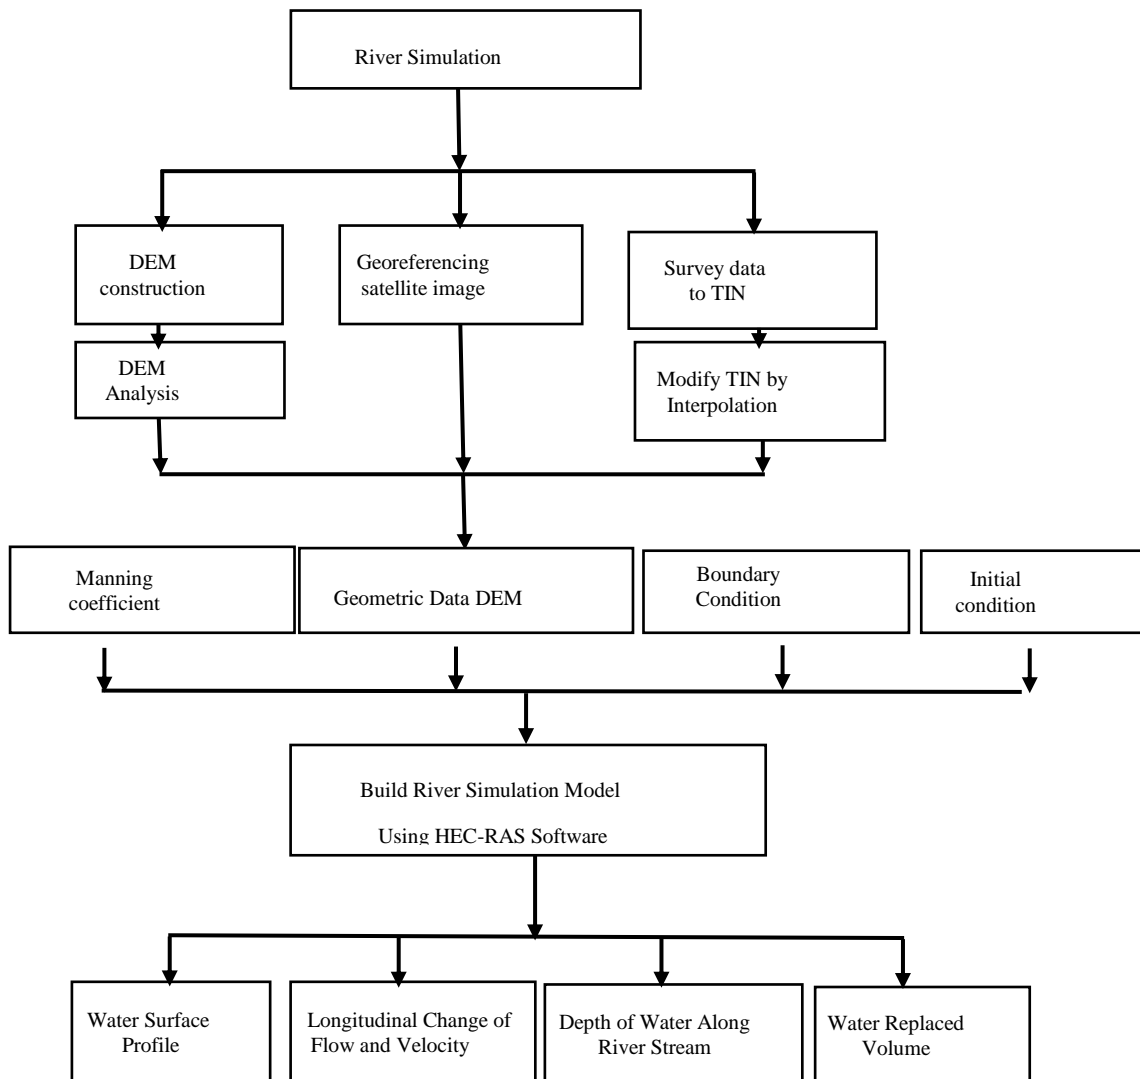 River Simulation
DEM
construction
Georeferencing
satellite image
Survey data
to TIN
DEM
Analysis
Modify TIN by
Interpolation
Manning
coefficient
Geometric Data DEM
Boundary
Condition
Initial
condition
Build River Simulation Model
Using HEC-RAS Software
Water Surface
Profile
Longitudinal Change of
Flow and Velocity
Depth of Water Along
River Stream
Water Replaced
Volume